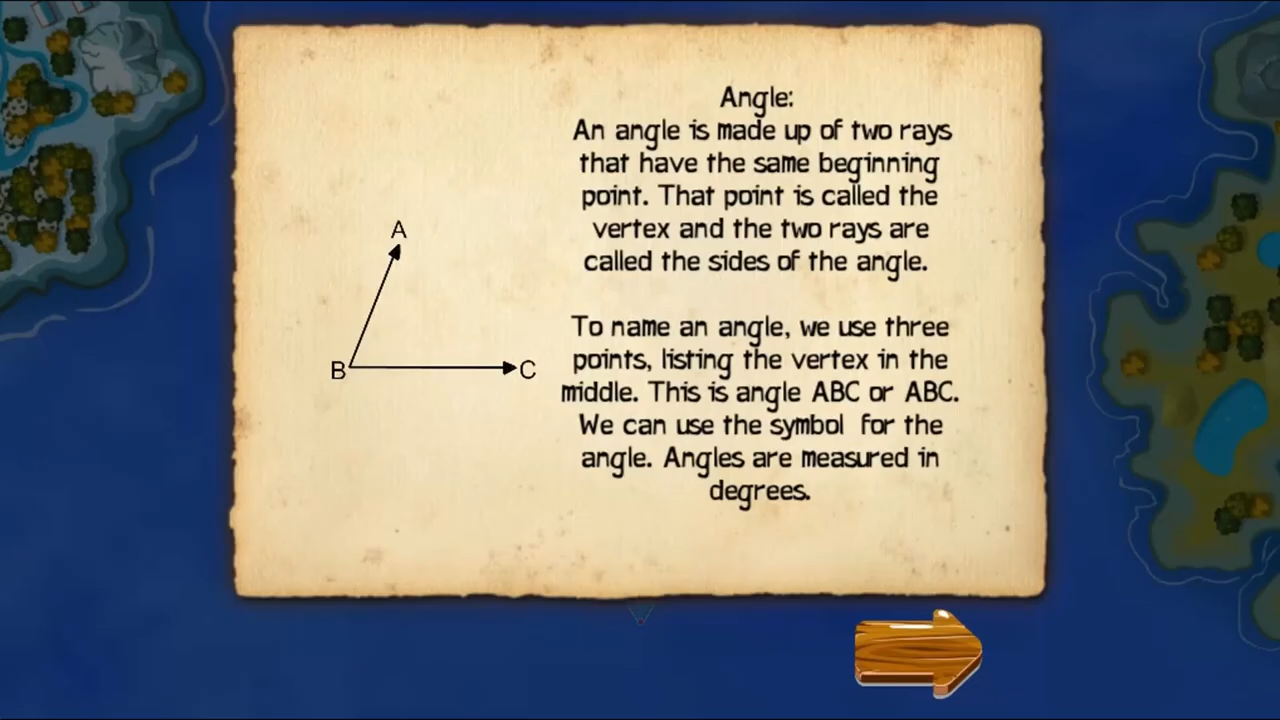 Angle:
An angle is made up of two rays
that have the same beginning
point. That point is called the
vertex and the two rays are
called the sides of the angle.
To name an angle, we use three
points, listing the vertex in the
middle. This is angle ABC or ABC.
We can use the symbol  for the
angle. Angles are measured in
degrees.
A
B
C